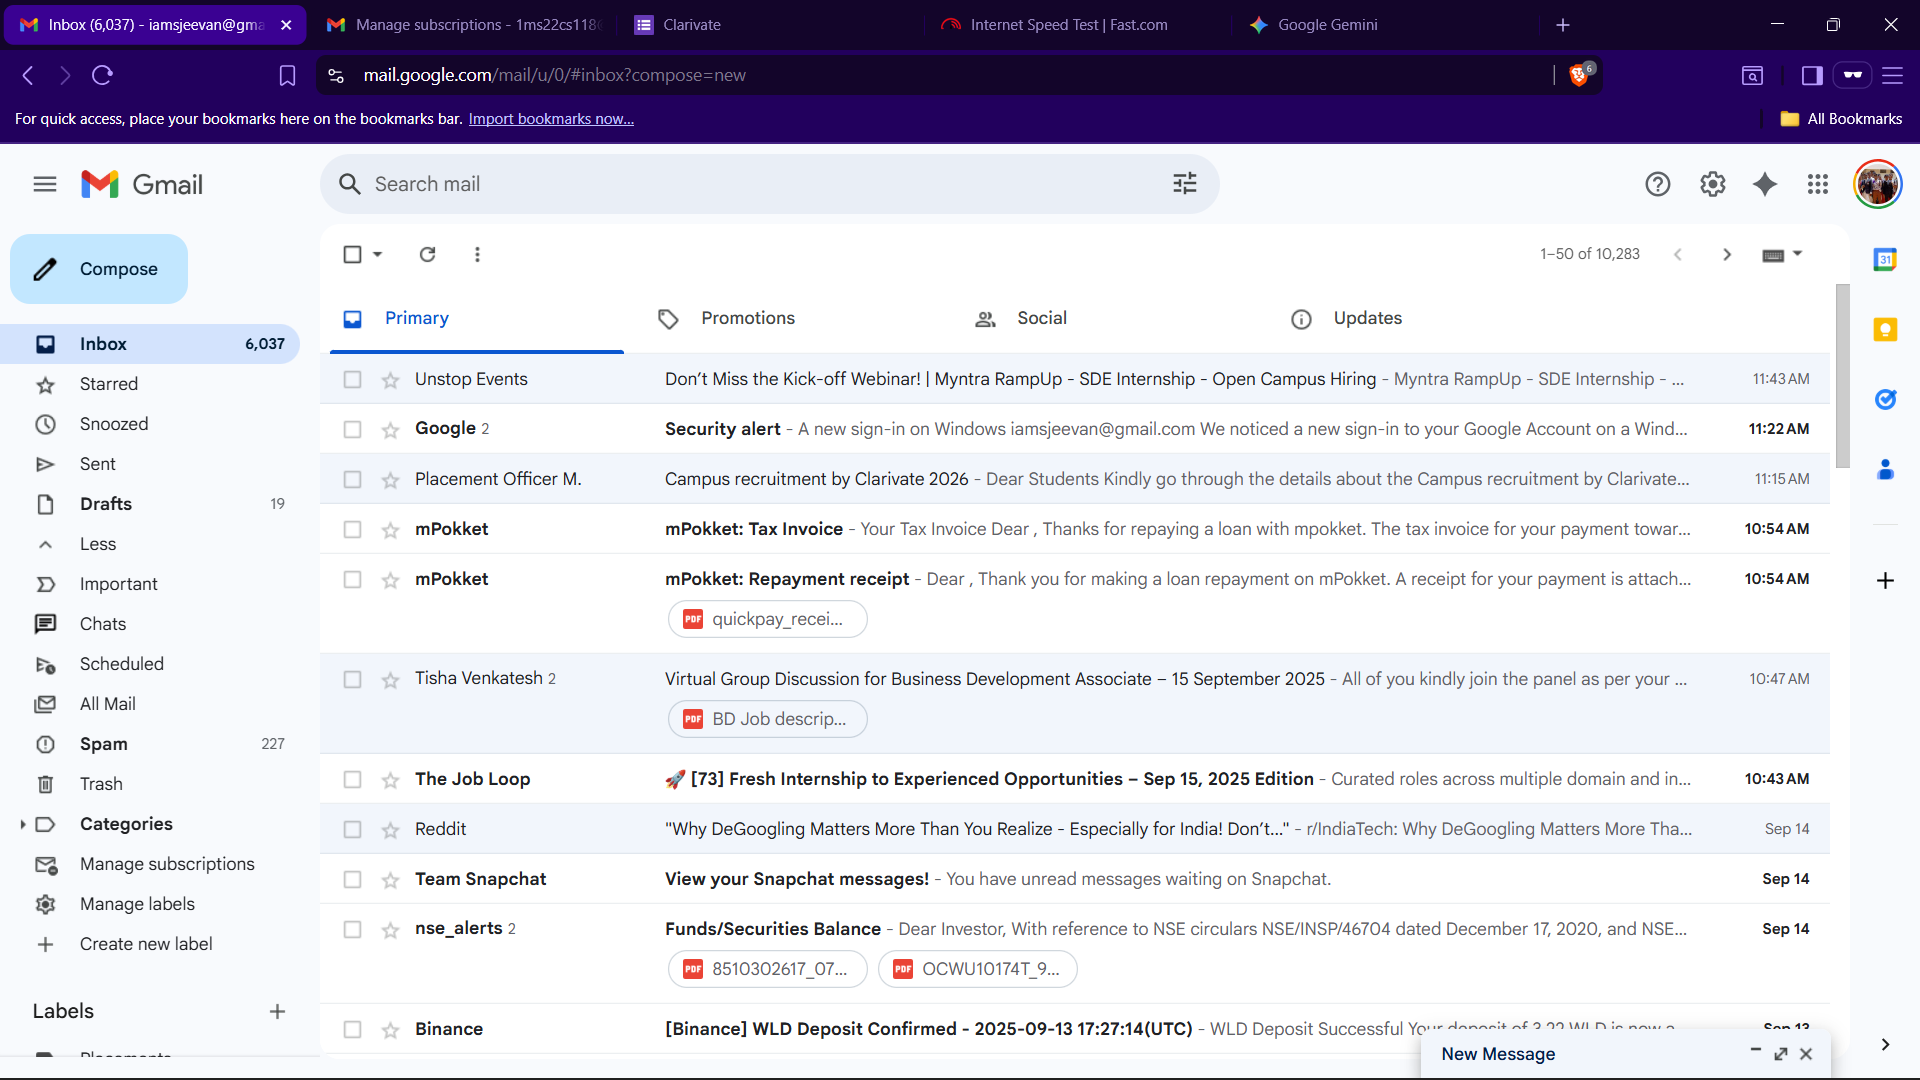 Inbox (6,037) - iamsjeevan@gma
Manage subscriptions - 1ms22cs118
Clarivate
Internet Speed Test | Fast.com
Google Gemini
mail.google.com/mail/u/0/#inbox?compose=new
6
For quick access, place your bookmarks here on the bookmarks bar. Import bookmarks now...
All Bookmarks
Gmail
Search mail
Compose
1–50 of 10,283
Primary
Promotions
Social
Updates
Inbox 6,037
Starred
Snoozed
Sent
Drafts 19
Less
Important
Chats
Scheduled
All Mail
Spam 227
Trash
Categories
Manage subscriptions
Manage labels
Create new label
Labels
Placements
Unstop Events Don’t Miss the Kick-off Webinar! | Myntra RampUp - SDE Internship - Open Campus Hiring - Myntra RampUp - SDE Internship - ... 11:43 AM
Google 2 Security alert - A new sign-in on Windows iamsjeevan@gmail.com We noticed a new sign-in to your Google Account on a Wind... 11:22 AM
Placement Officer M. Campus recruitment by Clarivate 2026 - Dear Students Kindly go through the details about the Campus recruitment by Clarivate... 11:15 AM
mPokket mPokket: Tax Invoice - Your Tax Invoice Dear , Thanks for repaying a loan with mpokket. The tax invoice for your payment towar... 10:54 AM
mPokket mPokket: Repayment receipt - Dear , Thank you for making a loan repayment on mPokket. A receipt for your payment is attach... 10:54 AM
PDF quickpay_recei...
Tisha Venkatesh 2 Virtual Group Discussion for Business Development Associate – 15 September 2025 - All of you kindly join the panel as per your ... 10:47 AM
PDF BD Job descrip...
The Job Loop 🚀 [73] Fresh Internship to Experienced Opportunities – Sep 15, 2025 Edition - Curated roles across multiple domain and in... 10:43 AM
Reddit "Why DeGoogling Matters More Than You Realize - Especially for India! Don’t..." - r/IndiaTech: Why DeGoogling Matters More Tha... Sep 14
Team Snapchat View your Snapchat messages! - You have unread messages waiting on Snapchat. Sep 14
nse_alerts 2 Funds/Securities Balance - Dear Investor, With reference to NSE circulars NSE/INSP/46704 dated December 17, 2020, and NSE... Sep 14
PDF 8510302617_07... PDF OCWU10174T_9...
Binance [Binance] WLD Deposit Confirmed - 2025-09-13 17:27:14(UTC) - WLD Deposit Successful Your deposit of 3.22 WLD is now a Sep 13
New Message
31